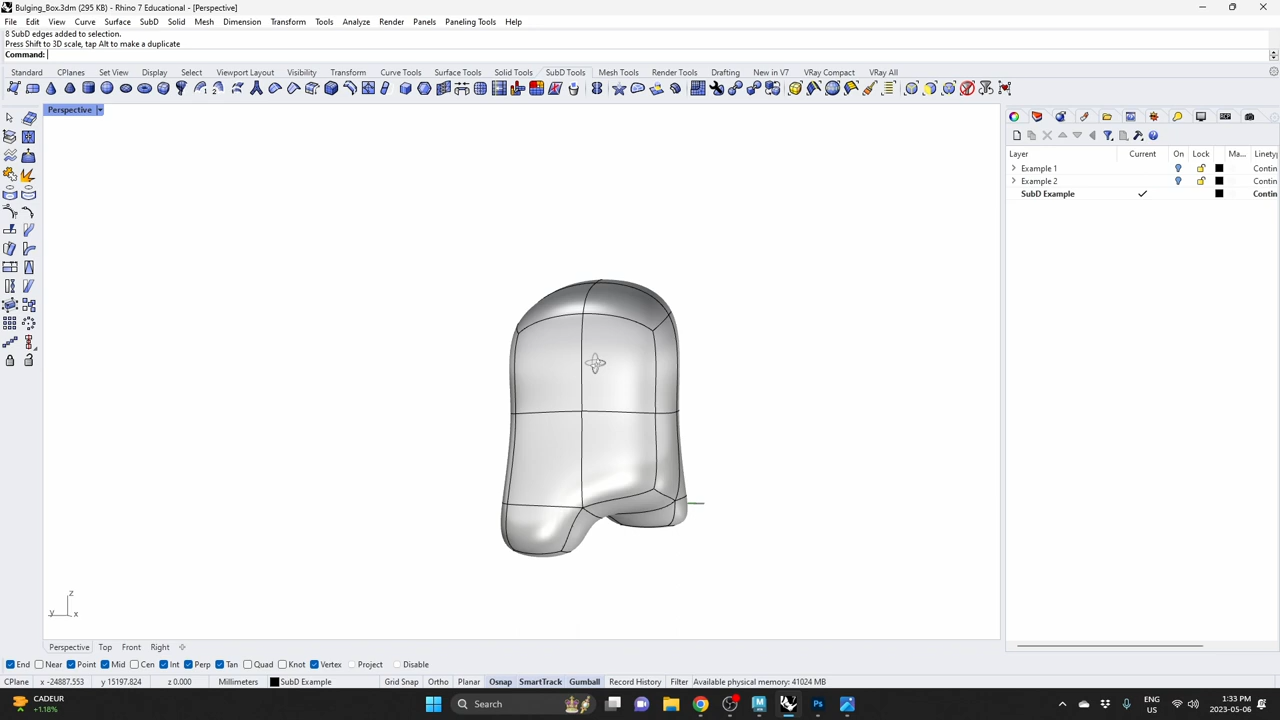 Bulging_Box.3dm (295 KB) - Rhino 7 Educational - [Perspective]
File Edit View Curve Surface SubD Solid Mesh Dimension Transform Tools Analyze Render Panels Paneling Tools Help
8 SubD edges added to selection.
Press Shift to 3D scale, tap Alt to make a duplicate
Command:
Standard CPlanes Set View Display Select Viewport Layout Visibility Transform Curve Tools Surface Tools Solid Tools SubD Tools Mesh Tools Render Tools Drafting New in V7 VRay Compact VRay All
Perspective
Layer Current On Lock Ma... Linety
Example 1 Contin
Example 2 Contin
SubD Example Contin
z
y x
Perspective Top Front Right
End Near Point Mid Cen Int Perp Tan Quad Knot Vertex Project Disable
CPlane x -24887.553 y 15197.824 z 0.000 Millimeters SubD Example Grid Snap Ortho Planar Osnap SmartTrack Gumball Record History Filter Available physical memory: 41024 MB
CADEUR
+1.18%
Search
ENG
US
1:33 PM
2023-05-06